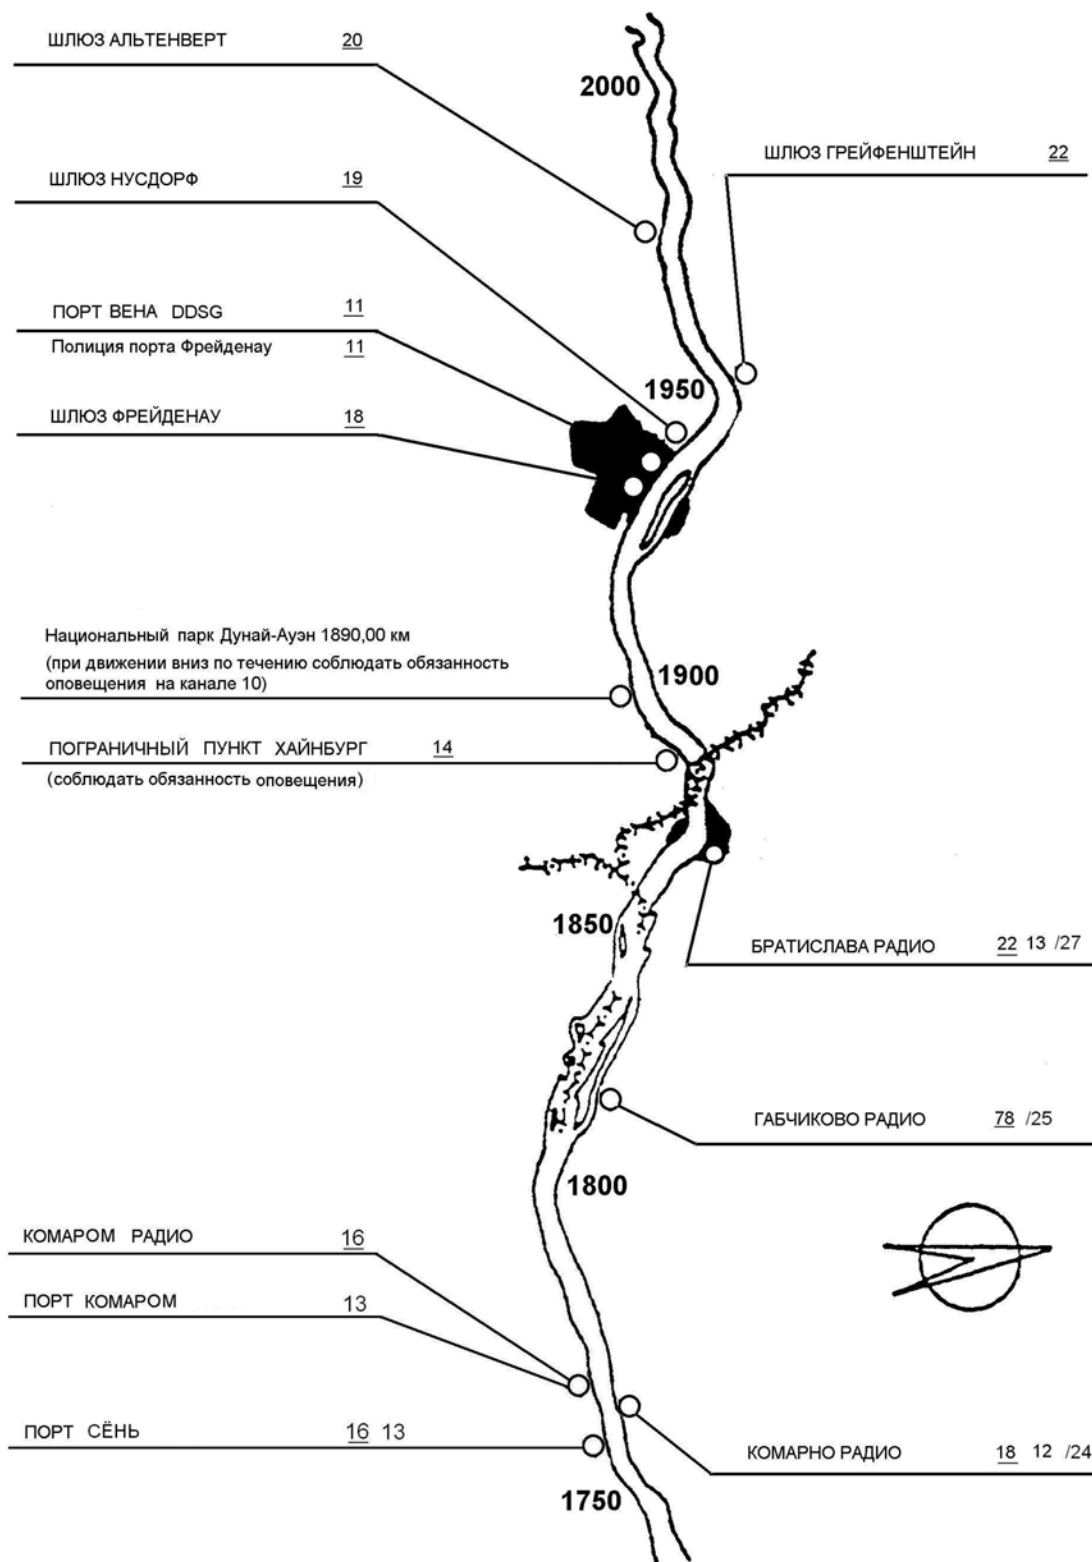 ШЛЮЗ АЛЬТЕНВЕРТ 20
2000
ШЛЮЗ ГРЕЙФЕНШТЕЙН 22
ШЛЮЗ НУСДОРФ 19
ПОРТ ВЕНА DDSG 11
Полиция порта Фрейденау 11
1950
ШЛЮЗ ФРЕЙДЕНАУ 18
Национальный парк Дунай-Ауэн 1890,00 км
(при движении вниз по течению соблюдать обязанность
оповещения на канале 10)
1900
ПОГРАНИЧНЫЙ ПУНКТ ХАЙНБУРГ 14
(соблюдать обязанность оповещения)
1850
БРАТИСЛАВА РАДИО 22 13 /27
ГАБЧИКОВО РАДИО 78 /25
1800
КОМАРОМ РАДИО 16
ПОРТ КОМАРОМ 13
ПОРТ СЁНЬ 16 13
КОМАРНО РАДИО 18 12 /24
1750